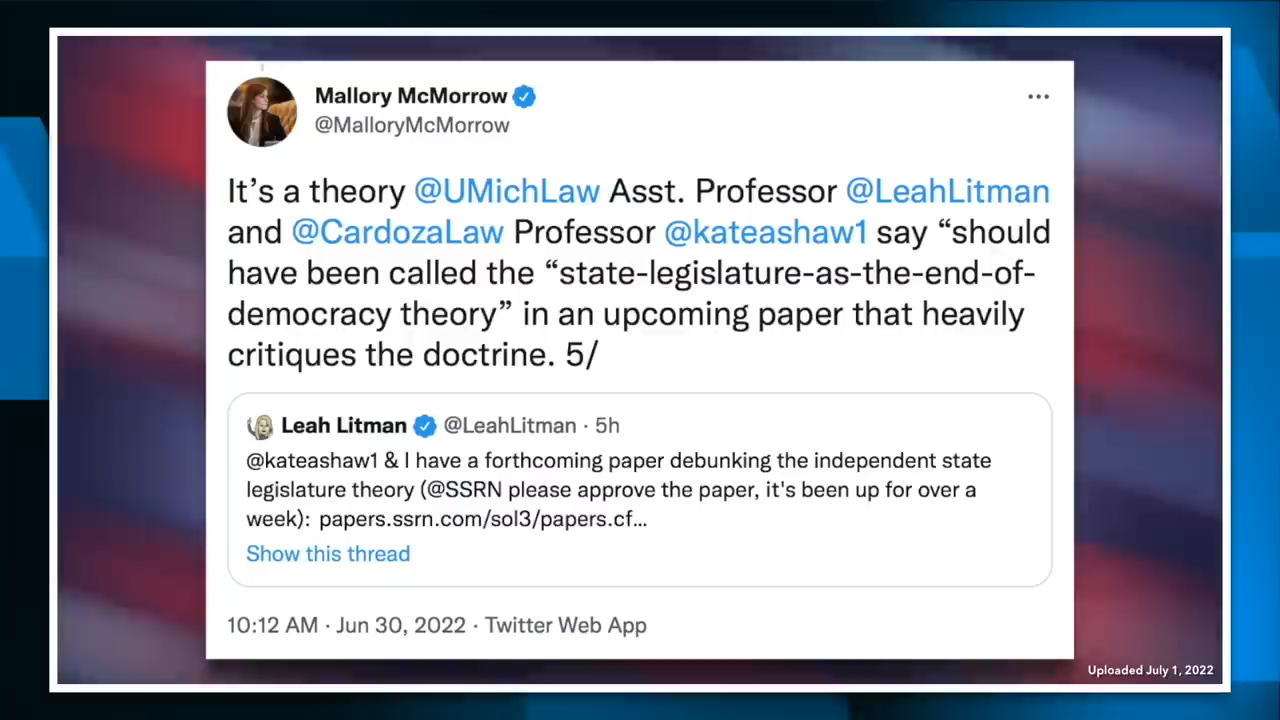 Mallory McMorrow
@MalloryMcMorrow
It’s a theory @UMichLaw Asst. Professor @LeahLitman
and @CardozaLaw Professor @kateashaw1 say “should
have been called the “state-legislature-as-the-end-of-
democracy theory” in an upcoming paper that heavily
critiques the doctrine. 5/
Leah Litman @LeahLitman · 5h
@kateashaw1 & I have a forthcoming paper debunking the independent state
legislature theory (@SSRN please approve the paper, it's been up for over a
week): papers.ssrn.com/sol3/papers.cf...
Show this thread
10:12 AM · Jun 30, 2022 · Twitter Web App
Uploaded July 1, 2022